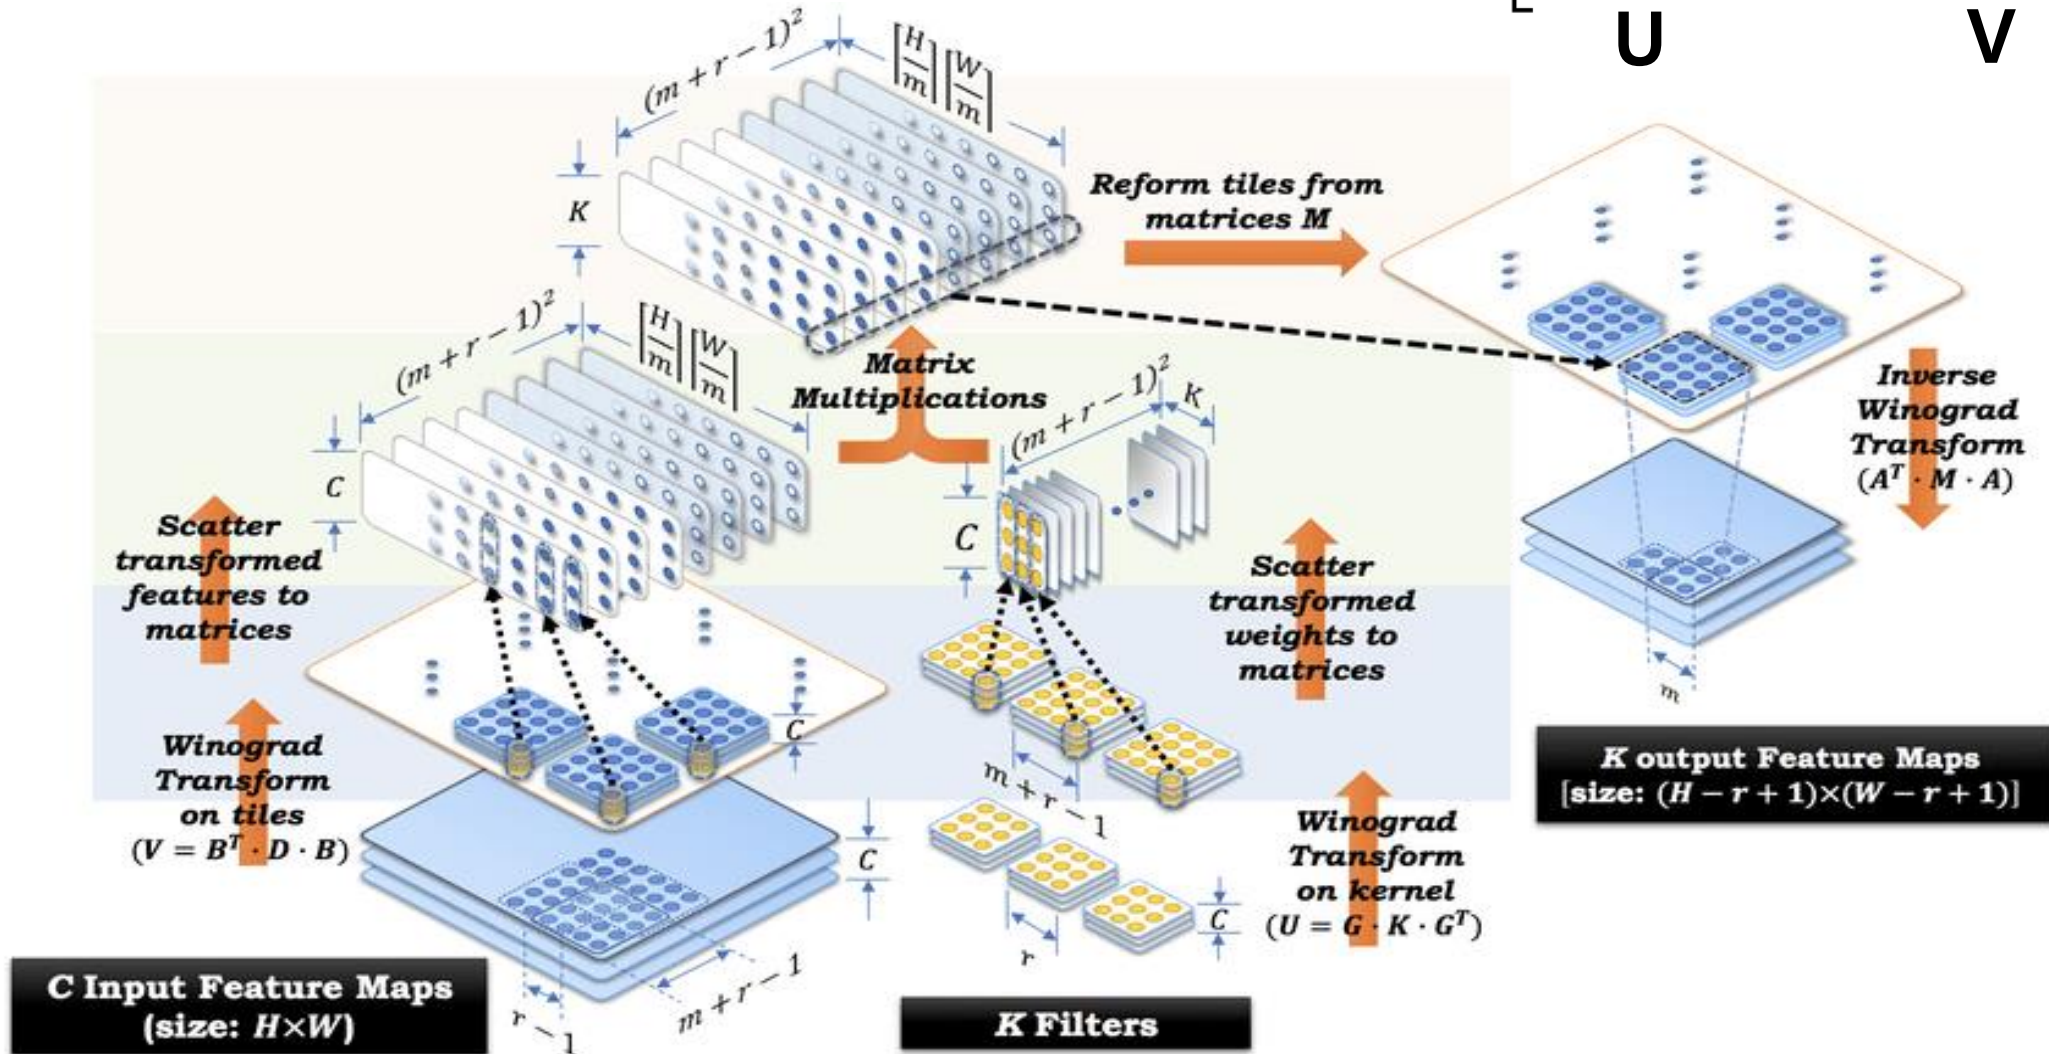 U
V
(m + r − 1)²
⌈H/m⌉⌈W/m⌉
K
Reform tiles from
matrices M
(m + r − 1)²
⌈H/m⌉⌈W/m⌉
C
Matrix
Multiplications
(m + r − 1)²
K
C
Inverse
Winograd
Transform
(Aᵀ · M · A)
Scatter
transformed
features to
matrices
Scatter
transformed
weights to
matrices
C
m
Winograd
Transform
on tiles
(V = Bᵀ · D · B)
m + r − 1
C
K output Feature Maps
[size: (H − r + 1)×(W − r + 1)]
Winograd
Transform
on kernel
(U = G · K · Gᵀ)
C
r
C Input Feature Maps
(size: H×W)
r − 1
m + r − 1
K Filters